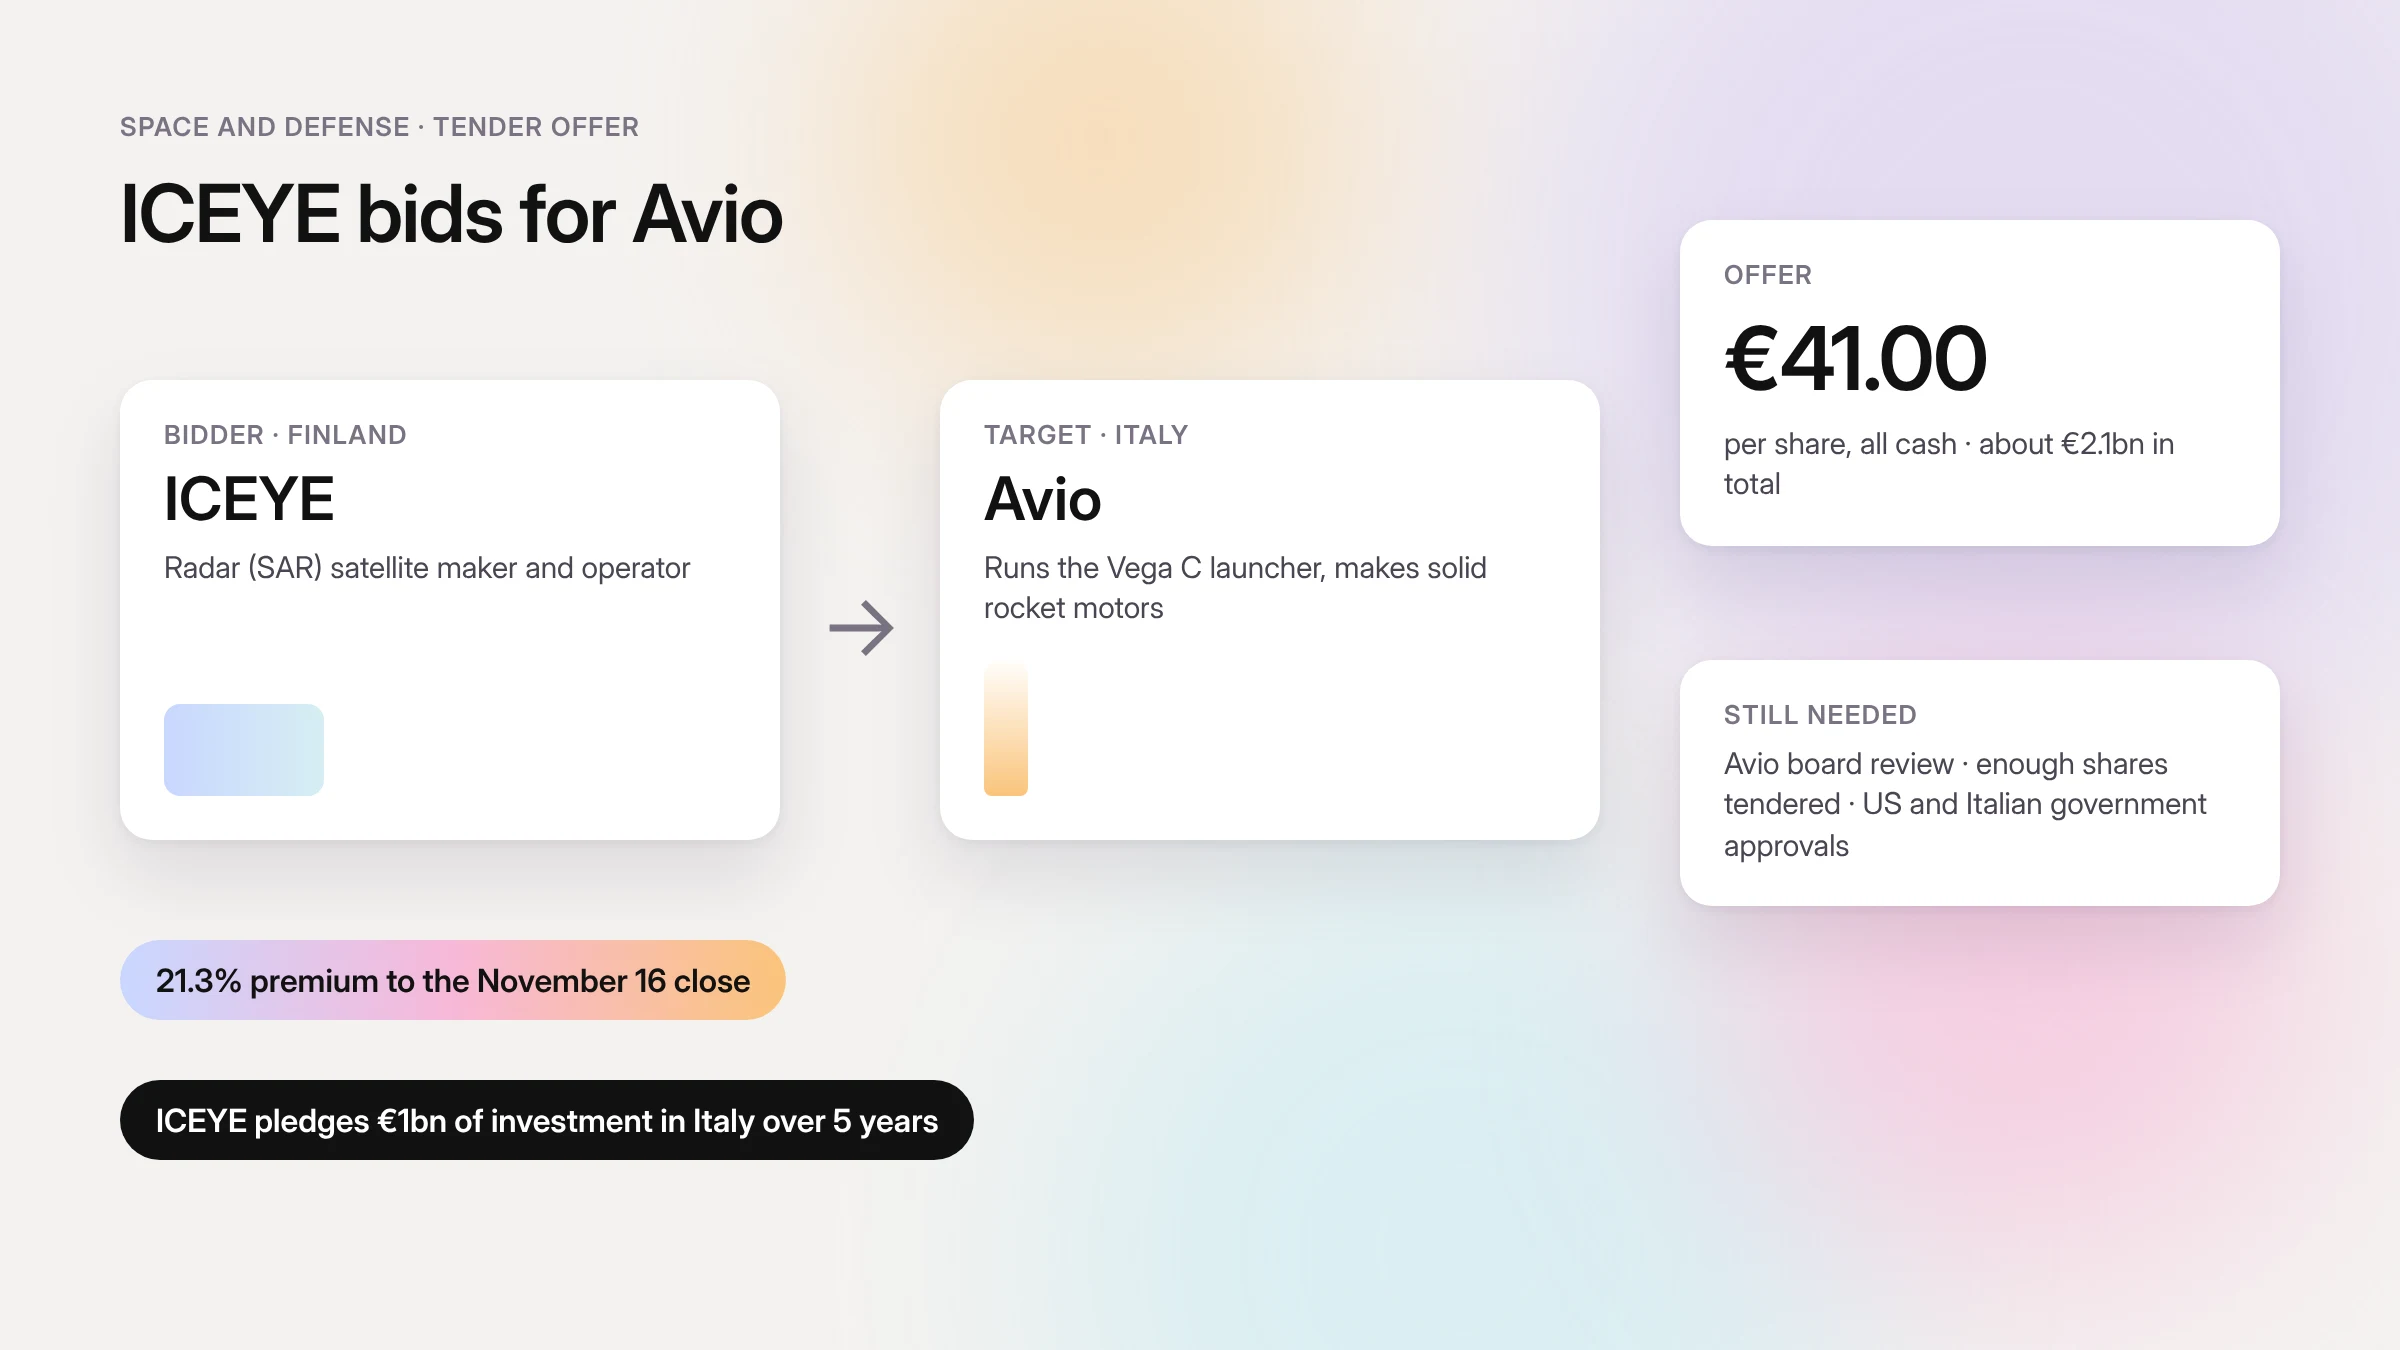 SPACE AND DEFENSE · TENDER OFFER
ICEYE bids for Avio
BIDDER · FINLAND
ICEYE
Radar (SAR) satellite maker and operator
TARGET · ITALY
Avio
Runs the Vega C launcher, makes solid
rocket motors
OFFER
€41.00
per share, all cash · about €2.1bn in
total
STILL NEEDED
Avio board review · enough shares
tendered · US and Italian government
approvals
21.3% premium to the November 16 close
ICEYE pledges €1bn of investment in Italy over 5 years